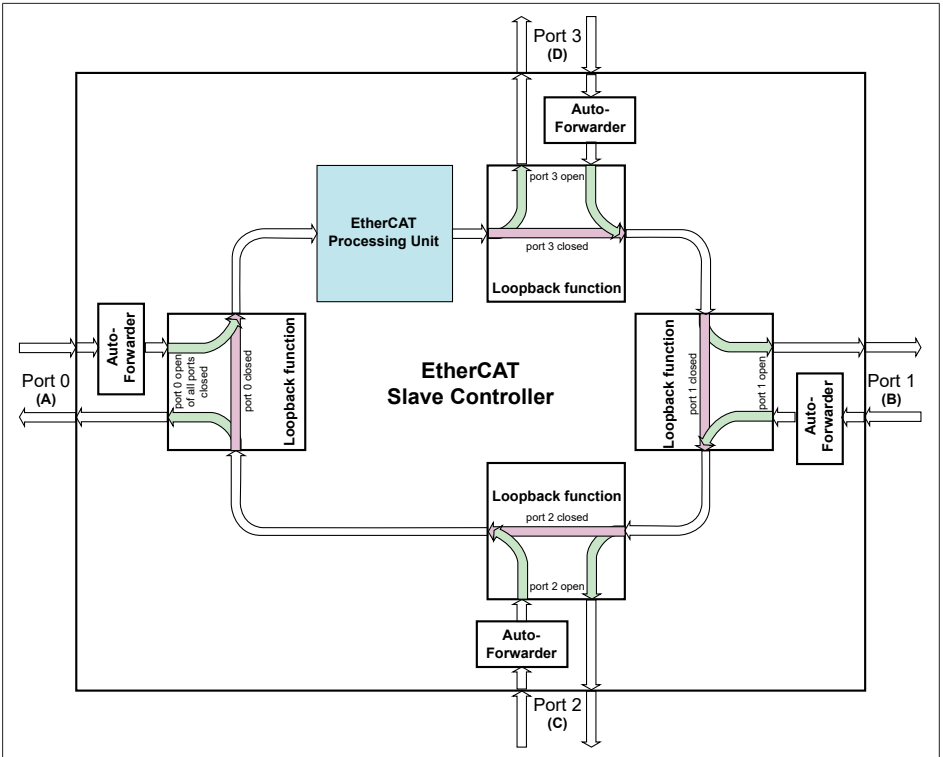 Port 3
(D)
Auto-
Forwarder
port 3 open
port 3 closed
Loopback function
EtherCAT
Processing Unit
Auto-
Forwarder
port 0 open
of all ports
closed
port 0 closed
Loopback function
Port 0
(A)
EtherCAT
Slave Controller
Loopback function
port 1 closed
port 1 open
Auto-
Forwarder
Port 1
(B)
Loopback function
port 2 closed
port 2 open
Auto-
Forwarder
Port 2
(C)